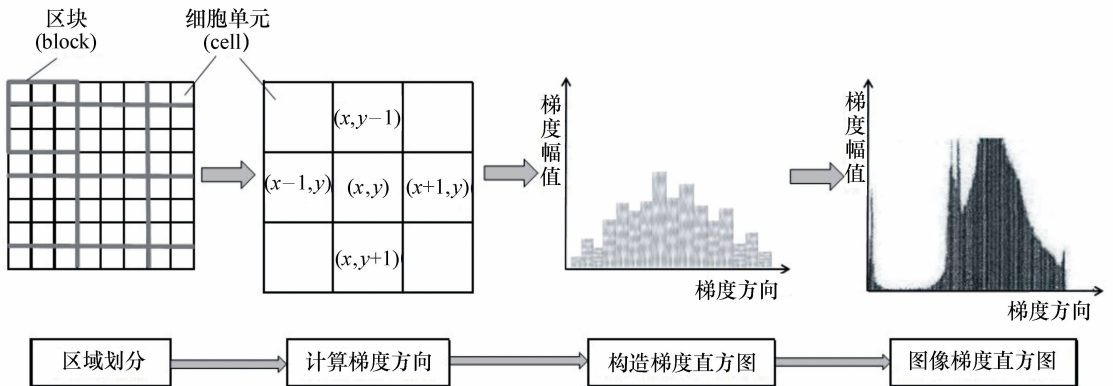 区块
(block)
细胞单元
(cell)
(x,y−1)
(x−1,y)
(x,y)
(x+1,y)
(x,y+1)
梯度幅值
梯度方向
梯度幅值
梯度方向
区域划分
计算梯度方向
构造梯度直方图
图像梯度直方图